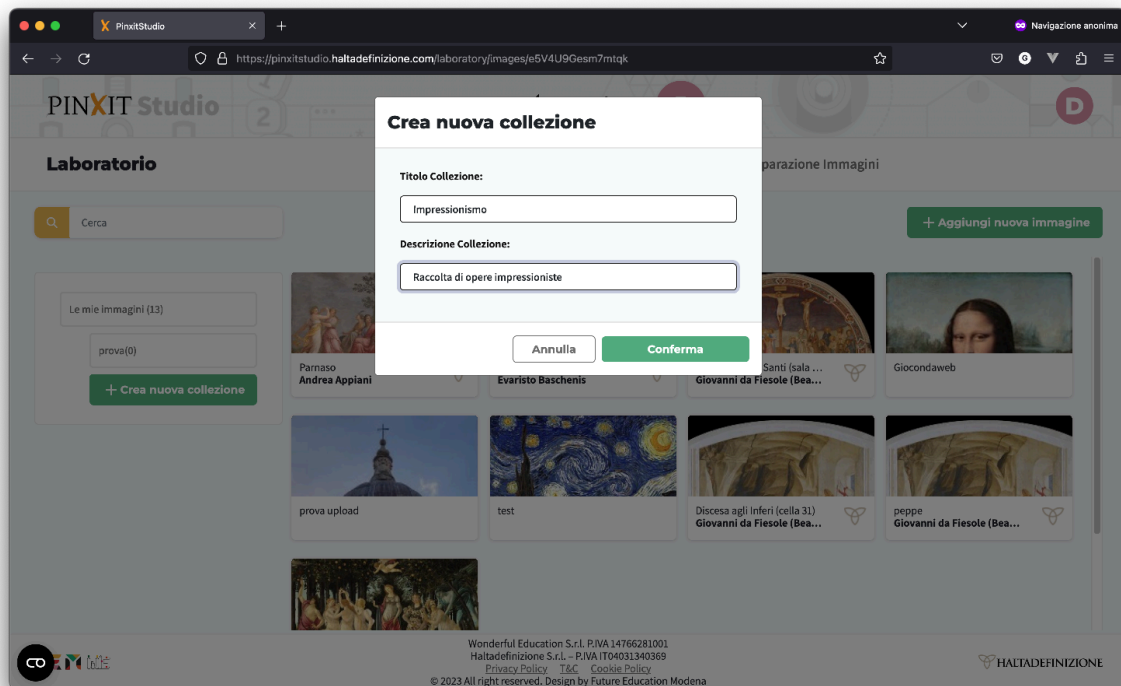 PinxitStudio
Navigazione anonima
https://pinxitstudio.haltadefinizione.com/laboratory/images/e5V4U9Gesm7mtqk
PINXIT Studio
D
Crea nuova collezione
Laboratorio
parazione Immagini
Titolo Collezione:
Impressionismo
Cerca
+ Aggiungi nuova immagine
Descrizione Collezione:
Raccolta di opere impressioniste
Le mie immagini (13)
prova(0)
Annulla
Conferma
+ Crea nuova collezione
Parnaso
Andrea Appiani
Evaristo Baschenis
Santi (sala ...
Giovanni da Fiesole (Bea...
Giocondaweb
prova upload
test
Discesa agli Inferi (cella 31)
Giovanni da Fiesole (Bea...
peppe
Giovanni da Fiesole (Bea...
Wonderful Education S.r.l. P.IVA 14766281001
Haltadefinizione S.r.l. – P.IVA IT04031340369
Privacy Policy T&C Cookie Policy
© 2023 All right reserved. Design by Future Education Modena
HALTADEFINIZIONE